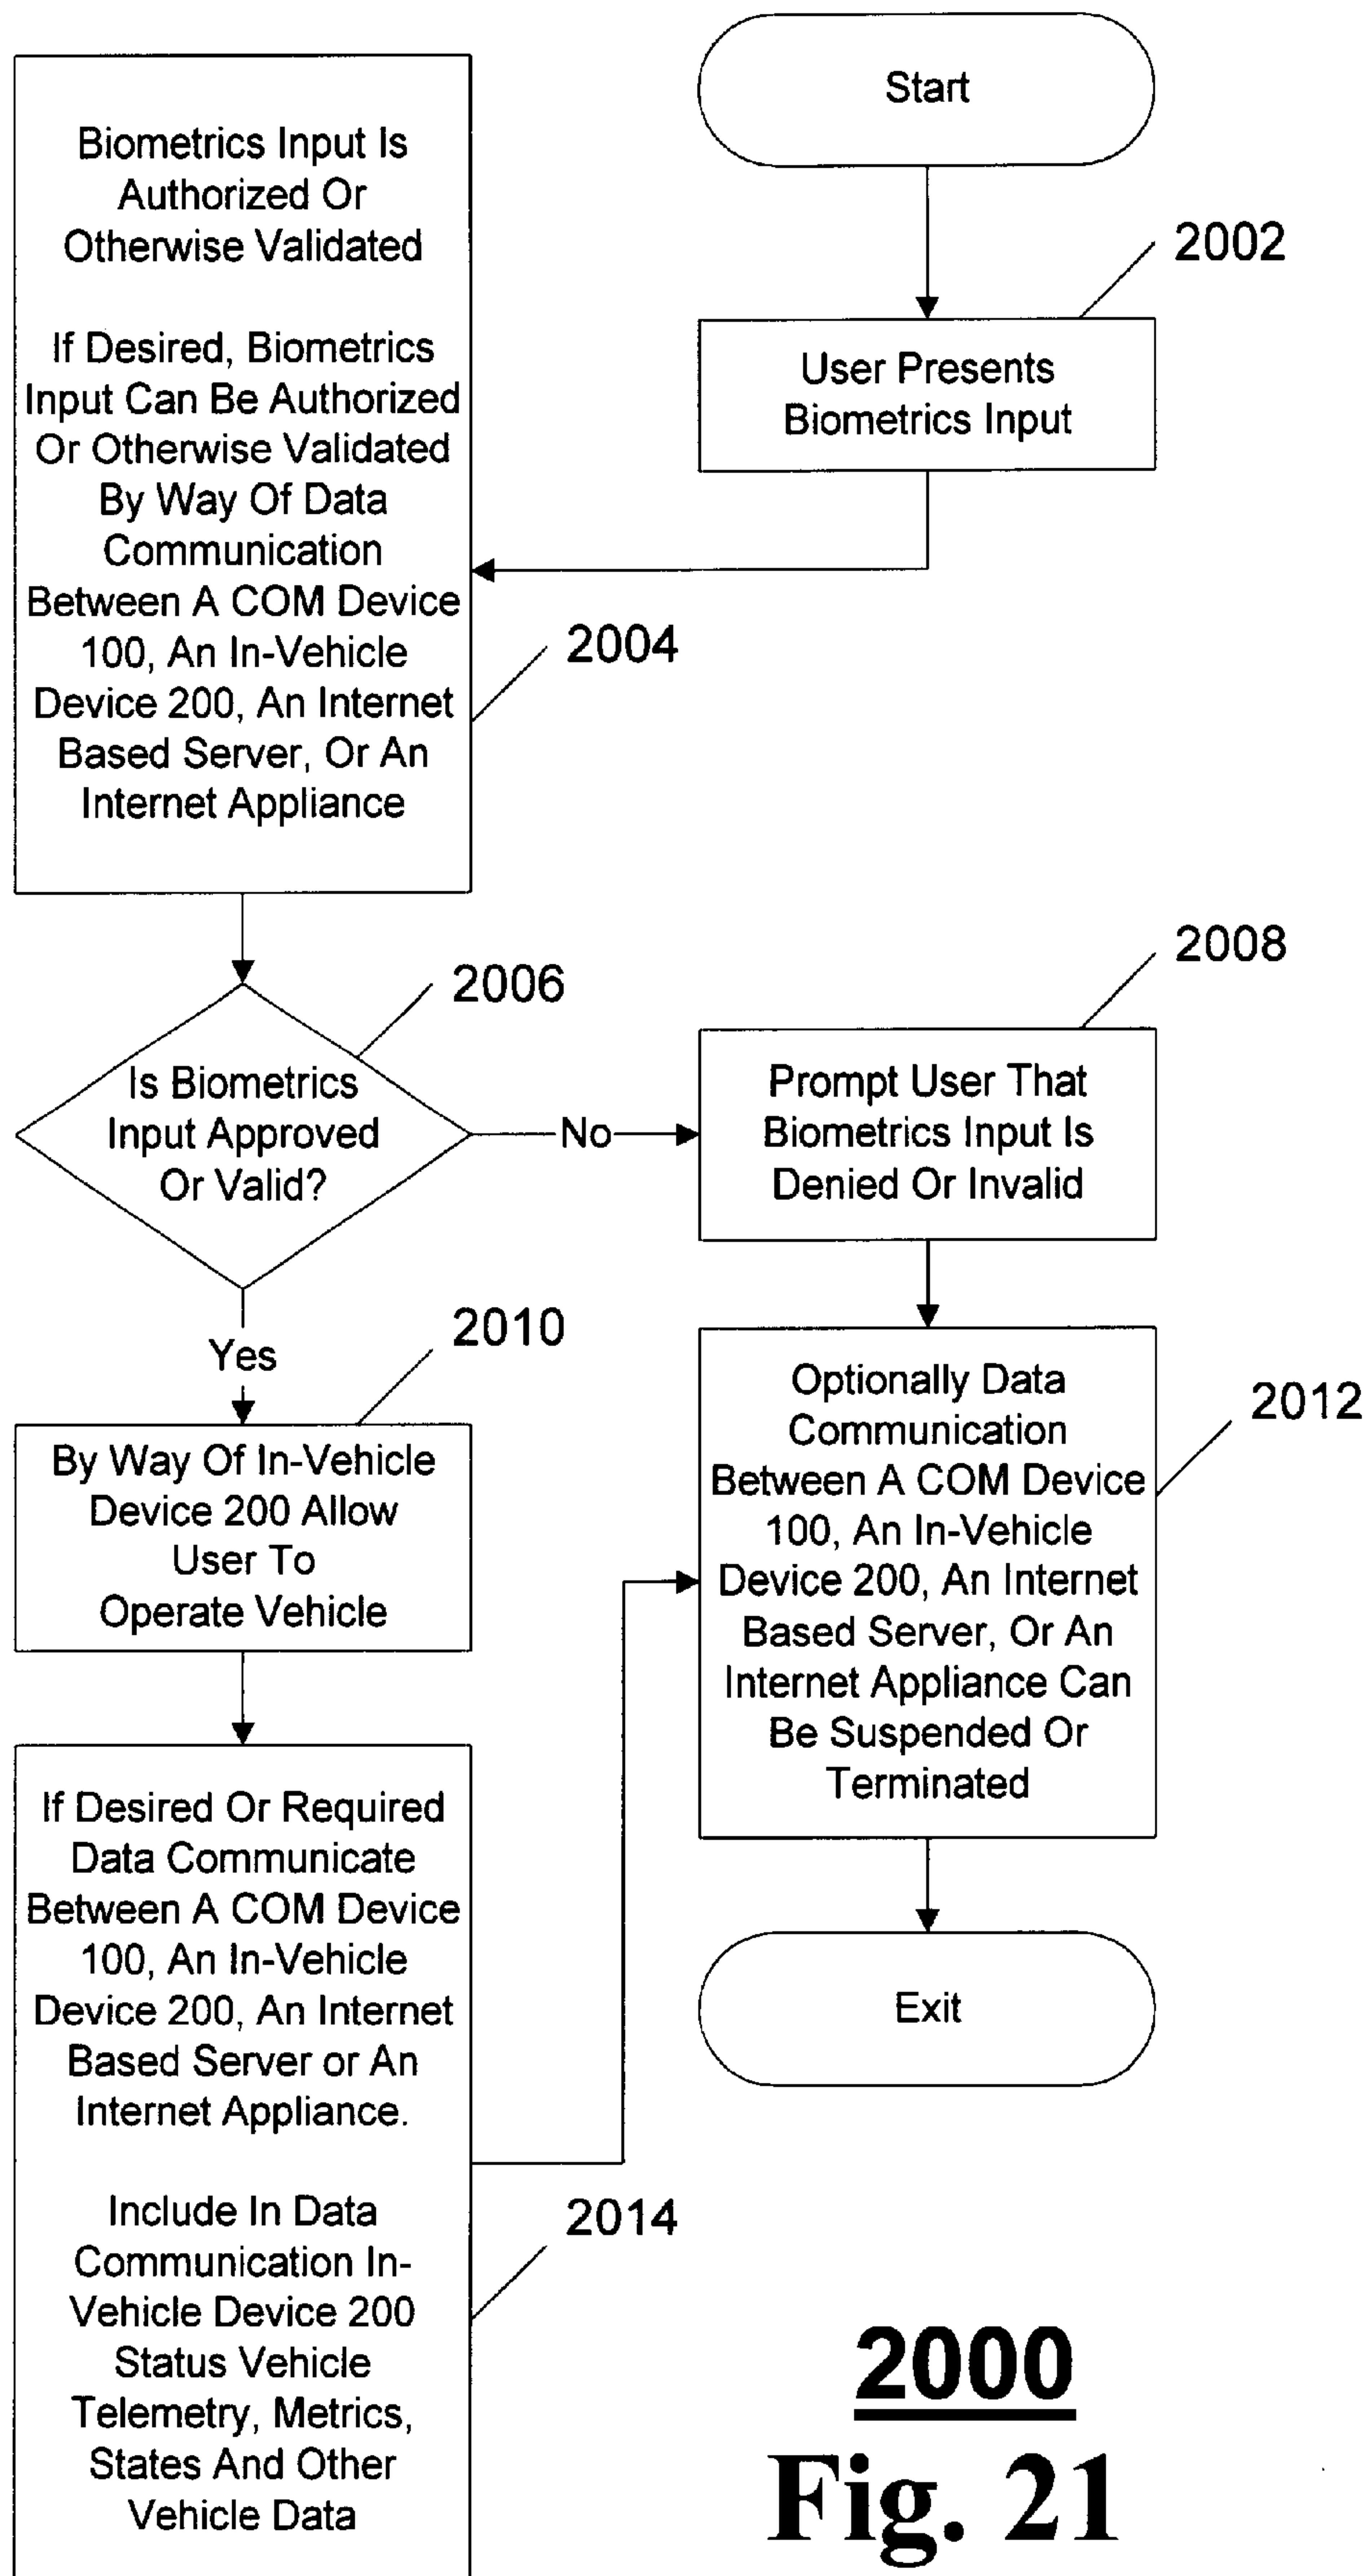 Start
2002
User Presents
Biometrics Input
Biometrics Input Is
Authorized Or
Otherwise Validated
If Desired, Biometrics
Input Can Be Authorized
Or Otherwise Validated
By Way Of Data
Communication
Between A COM Device
100, An In-Vehicle
Device 200, An Internet
Based Server, Or An
Internet Appliance
2004
2006
Is Biometrics
Input Approved
Or Valid?
No
2008
Prompt User That
Biometrics Input Is
Denied Or Invalid
Yes
2010
By Way Of In-Vehicle
Device 200 Allow
User To
Operate Vehicle
2012
Optionally Data
Communication
Between A COM Device
100, An In-Vehicle
Device 200, An Internet
Based Server, Or An
Internet Appliance Can
Be Suspended Or
Terminated
If Desired Or Required
Data Communicate
Between A COM Device
100, An In-Vehicle
Device 200, An Internet
Based Server or An
Internet Appliance.
Include In Data
Communication In-
Vehicle Device 200
Status Vehicle
Telemetry, Metrics,
States And Other
Vehicle Data
2014
Exit
2000
Fig. 21